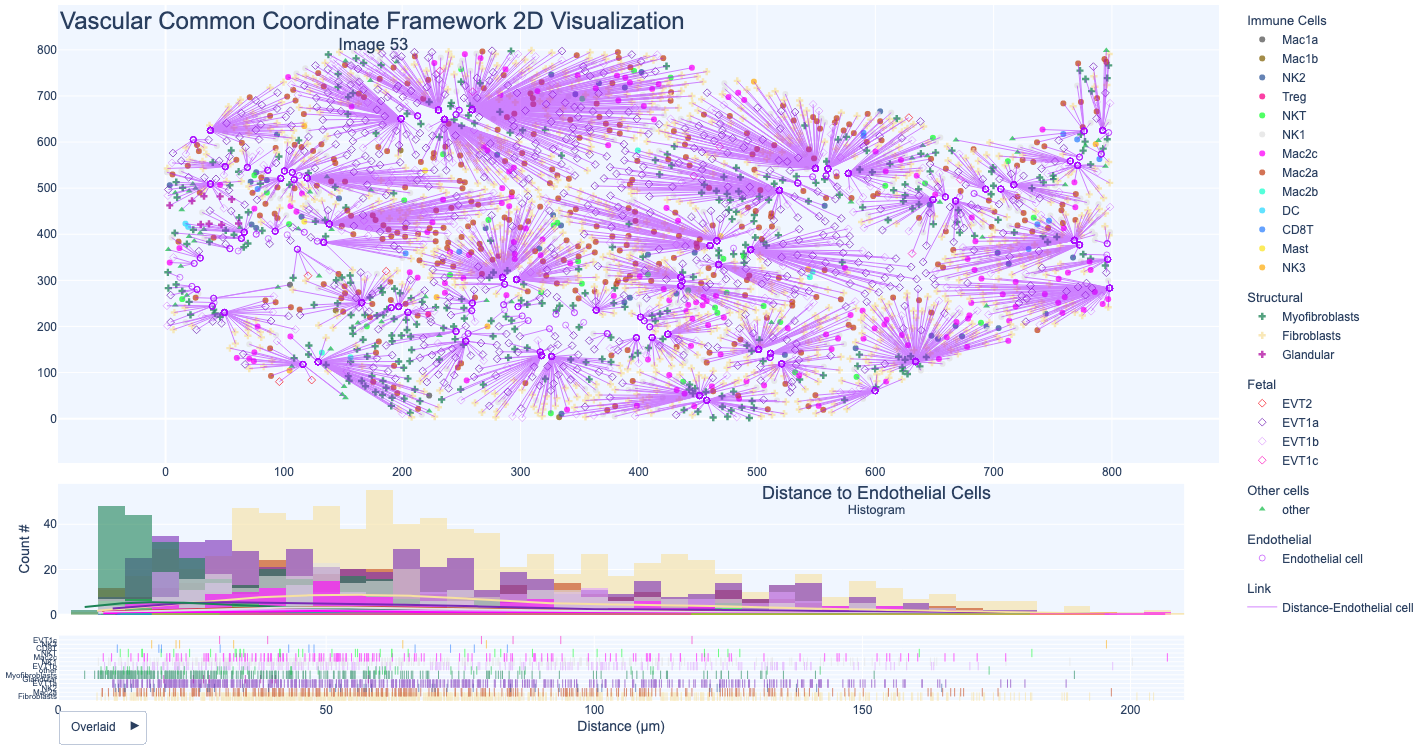 Vascular Common Coordinate Framework 2D Visualization
Image 53
800
700
600
500
400
300
200
100
0
0 100 200 300 400 500 600 700 800
Immune Cells
Mac1a
Mac1b
NK2
Treg
NKT
NK1
Mac2c
Mac2a
Mac2b
DC
CD8T
Mast
NK3
Structural
Myofibroblasts
Fibroblasts
Glandular
Fetal
EVT2
EVT1a
EVT1b
EVT1c
Other cells
other
Endothelial
Endothelial cell
Link
Distance-Endothelial cell
Distance to Endothelial Cells
Histogram
Count #
40
20
0
EVT1c
CD8T
Myofibroblasts
Fibroblasts
0 50 100 150 200
Distance (μm)
Overlaid ►